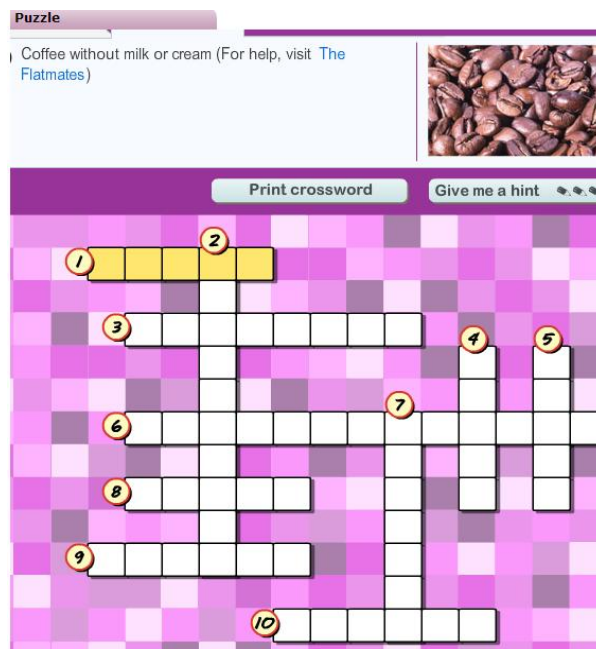 Puzzle
Coffee without milk or cream (For help, visit The
Flatmates)
Print crossword
Give me a hint
2
1
3
4
5
7
6
8
9
10